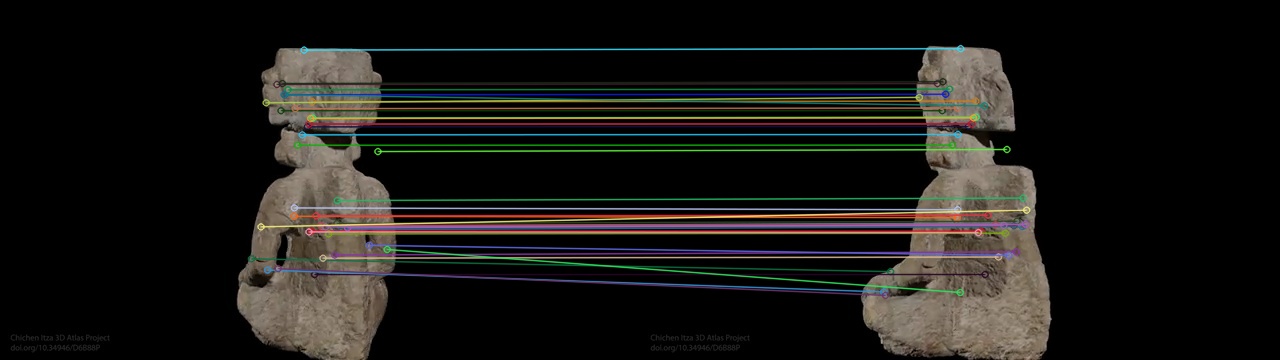 Chichen Itza 3D Atlas Project
doi.org/10.34946/D6B88P
Chichen Itza 3D Atlas Project
doi.org/10.34946/D6B88P